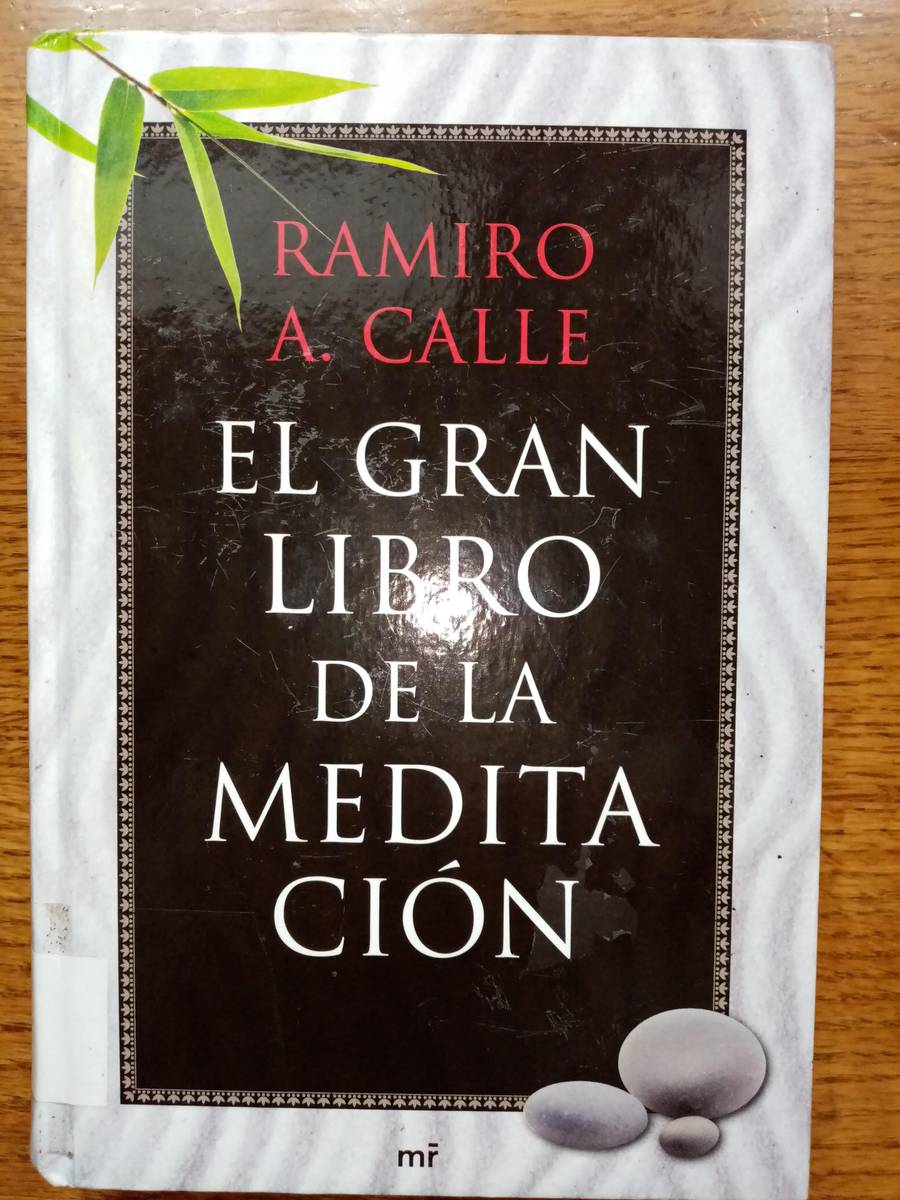 RAMIRO
A. CALLE
EL GRAN
LIBRO
DE LA
MEDITA
CIÓN
mr̄